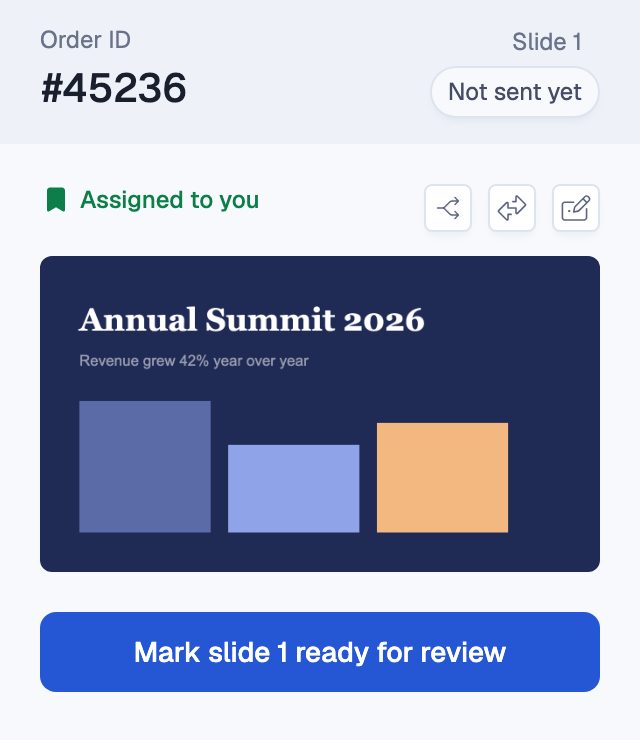 Order ID
Slide 1
#45236
Not sent yet
Assigned to you
Annual Summit 2026
Revenue grew 42% year over year
Mark slide 1 ready for review